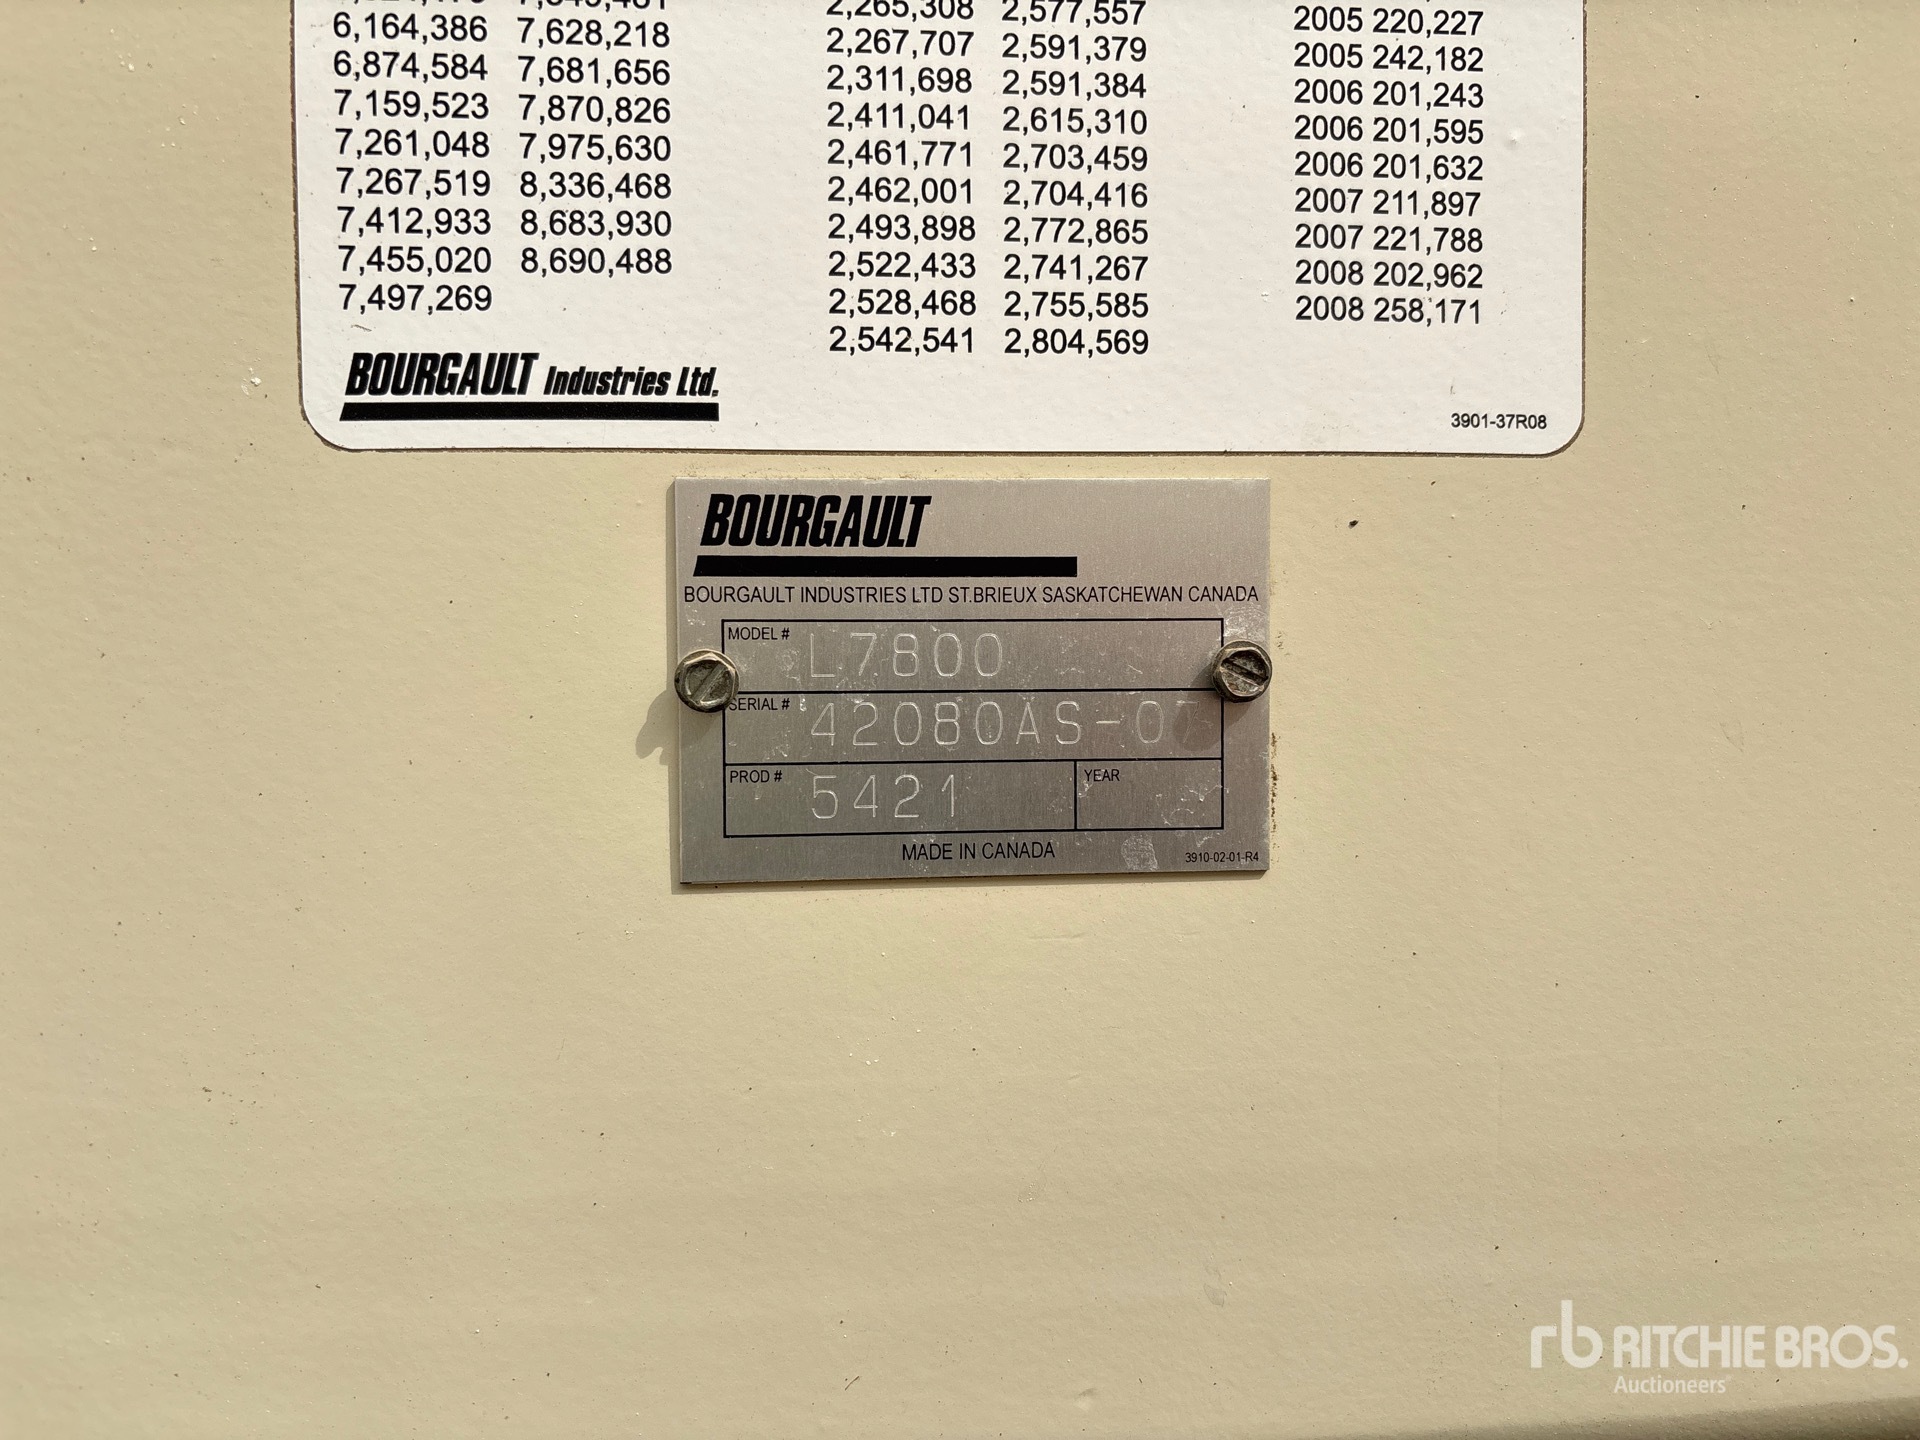 6,164,386 7,628,218 2,265,308 2,577,557 2005 220,227
6,874,584 7,681,656 2,267,707 2,591,379 2005 242,182
7,159,523 7,870,826 2,311,698 2,591,384 2006 201,243
7,261,048 7,975,630 2,411,041 2,615,310 2006 201,595
7,267,519 8,336,468 2,461,771 2,703,459 2006 201,632
7,412,933 8,683,930 2,462,001 2,704,416 2007 211,897
7,455,020 8,690,488 2,493,898 2,772,865 2007 221,788
7,497,269 2,522,433 2,741,267 2008 202,962
2,528,468 2,755,585 2008 258,171
2,542,541 2,804,569
BOURGAULT Industries Ltd.
3901-37R08
BOURGAULT
BOURGAULT INDUSTRIES LTD ST.BRIEUX SASKATCHEWAN CANADA
MODEL # L7800
SERIAL # 42080AS-07
PROD # 5421 YEAR
MADE IN CANADA
3910-02-01-R4
rb RITCHIE BROS.
Auctioneers